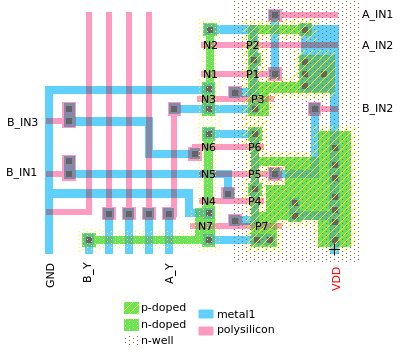 A_IN1
N2 P2 A_IN2
N1 P1
N3 P3
B_IN2
B_IN3
N6 P6
B_IN1 N5 P5
N4 P4
N7 P7
GND
B_Y
A_Y
VDD
p-doped
n-doped
n-well
metal1
polysilicon